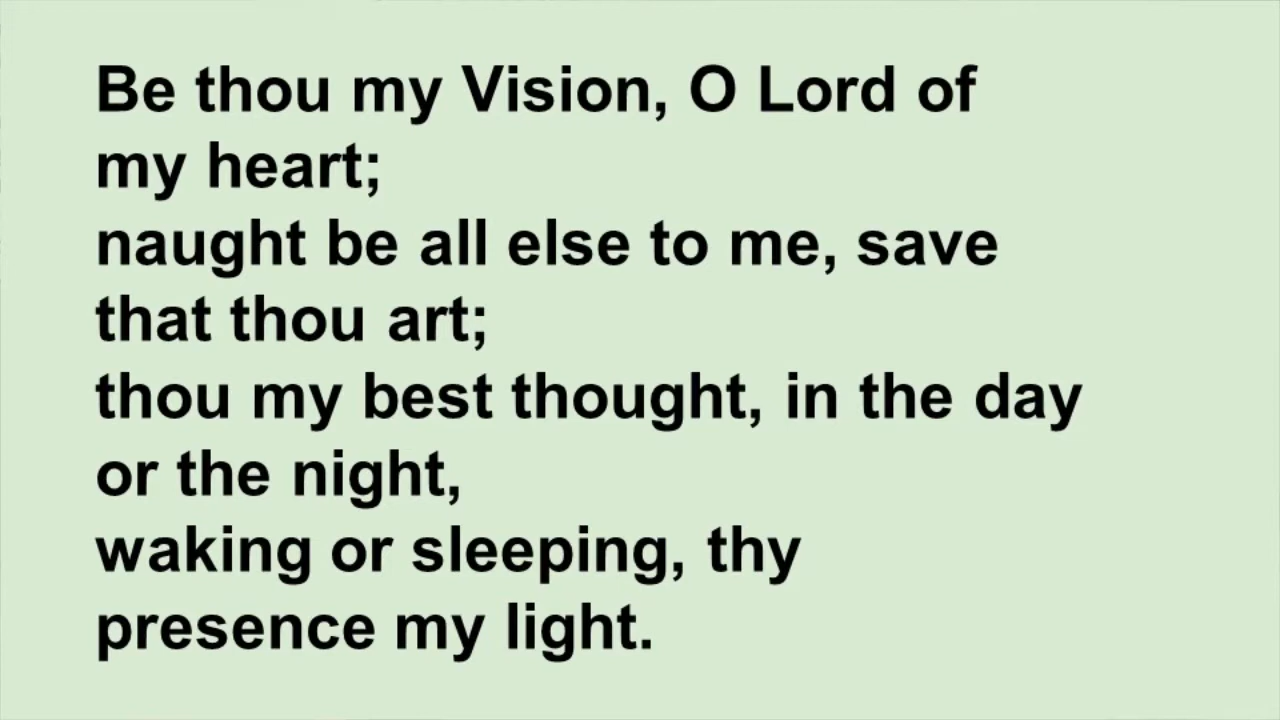 Be thou my Vision, O Lord of
my heart;
naught be all else to me, save
that thou art;
thou my best thought, in the day
or the night,
waking or sleeping, thy
presence my light.